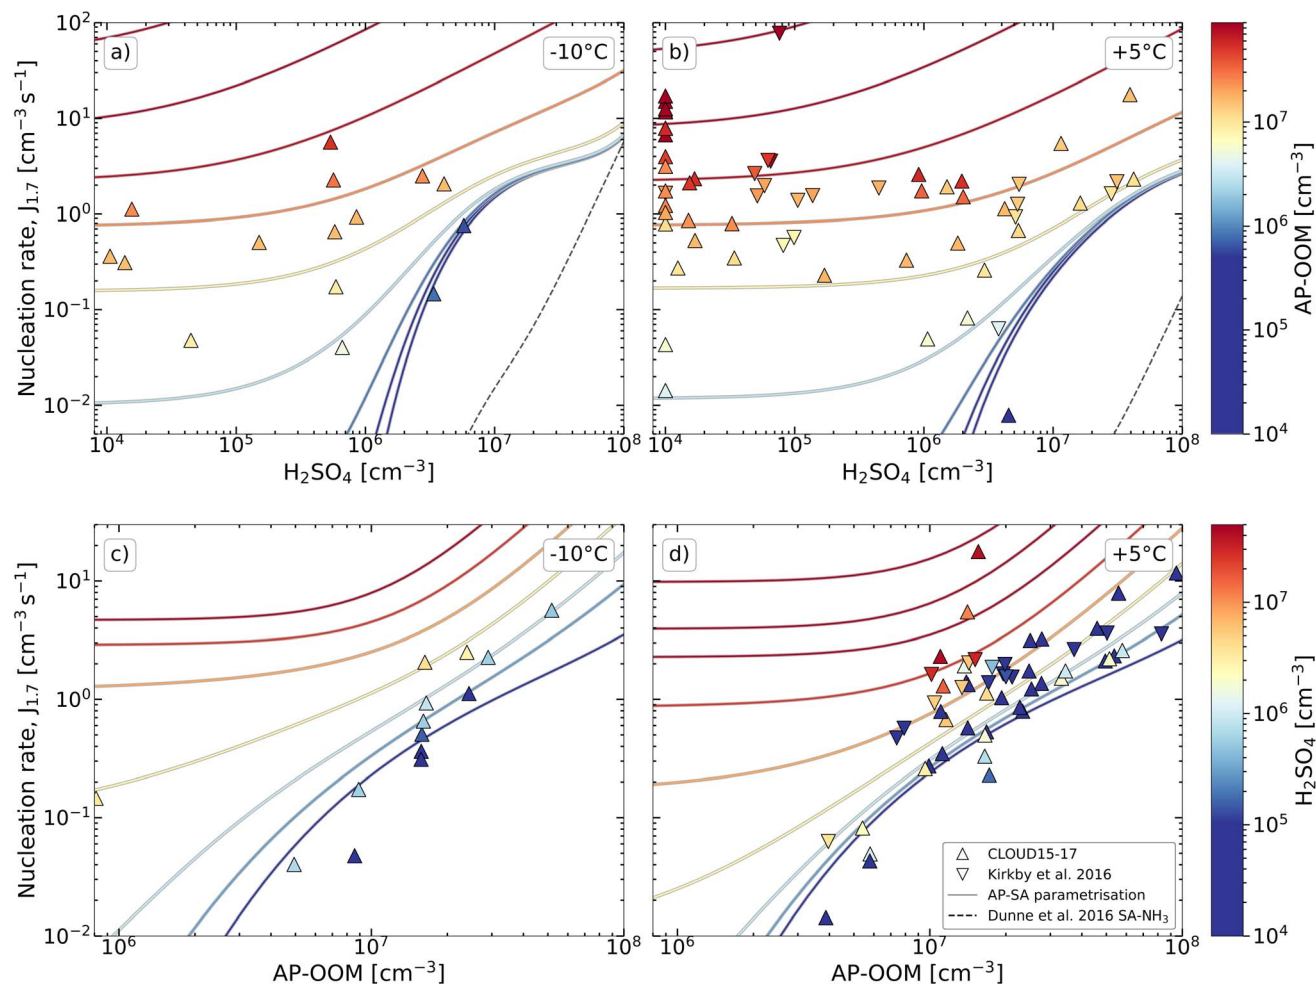 a)
-10°C
b)
+5°C
10²
10¹
10⁰
10⁻¹
10⁻²
Nucleation rate, J₁.₇ [cm⁻³ s⁻¹]
10⁴ 10⁵ 10⁶ 10⁷ 10⁸
H₂SO₄ [cm⁻³]
10⁴ 10⁵ 10⁶ 10⁷ 10⁸
H₂SO₄ [cm⁻³]
10⁷
10⁶
10⁵
10⁴
AP-OOM [cm⁻³]
c)
-10°C
d)
+5°C
10¹
10⁰
10⁻¹
10⁻²
Nucleation rate, J₁.₇ [cm⁻³ s⁻¹]
10⁶ 10⁷ 10⁸
AP-OOM [cm⁻³]
CLOUD15-17
Kirkby et al. 2016
AP-SA parametrisation
Dunne et al. 2016 SA-NH₃
10⁶ 10⁷ 10⁸
AP-OOM [cm⁻³]
10⁷
10⁶
10⁵
10⁴
H₂SO₄ [cm⁻³]